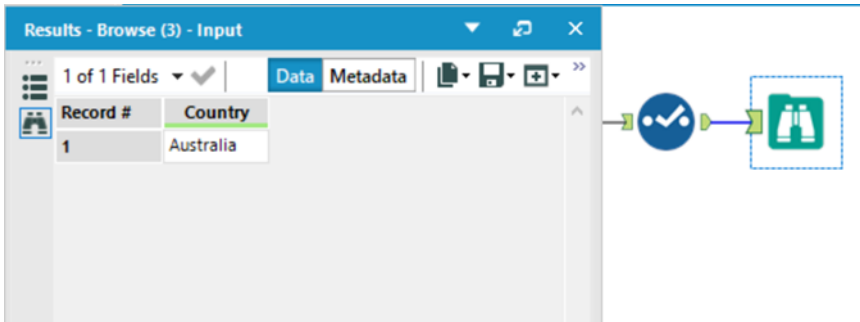 Results - Browse (3) - Input
1 of 1 Fields Data Metadata
Record # Country
1 Australia